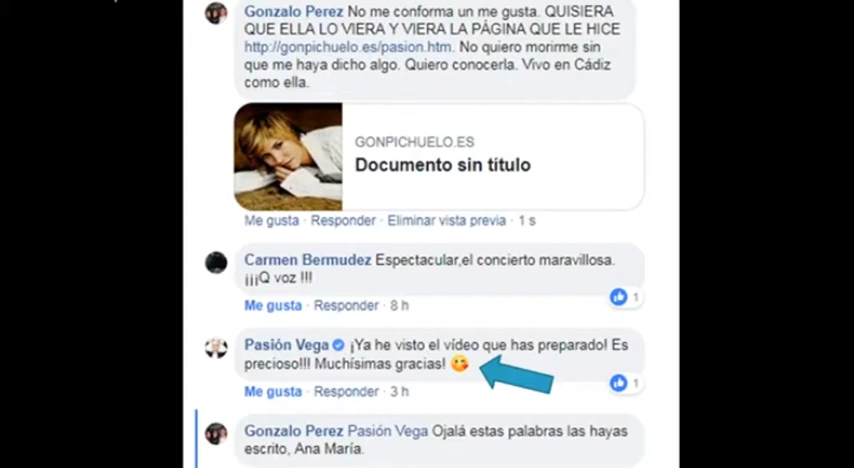 Gonzalo Perez No me conforma un me gusta. QUISIERA
QUE ELLA LO VIERA Y VIERA LA PÁGINA QUE LE HICE
http://gonpichuelo.es/pasion.htm. No quiero morirme sin
que me haya dicho algo. Quiero conocerla. Vivo en Cádiz
como ella.
GONPICHUELO.ES
Documento sin título
Me gusta · Responder · Eliminar vista previa · 1 s
Carmen Bermudez Espectacular,el concierto maravillosa.
¡¡¡Q voz !!!
1
Me gusta · Responder · 8 h
Pasión Vega ¡Ya he visto el vídeo que has preparado! Es
precioso!!! Muchísimas gracias! 😋
1
Me gusta · Responder · 3 h
Gonzalo Perez Pasión Vega Ojalá estas palabras las hayas
escrito, Ana María.